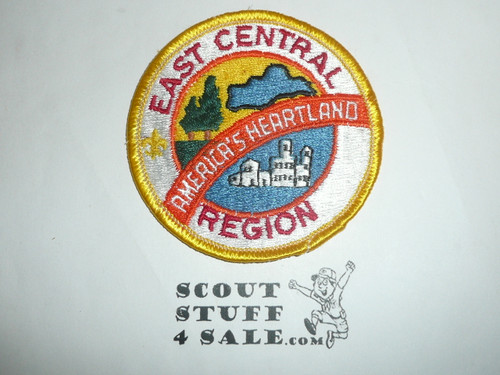 EAST CENTRAL
AMERICA'S HEARTLAND
REGION
SCOUT
STUFF
4 SALE.com